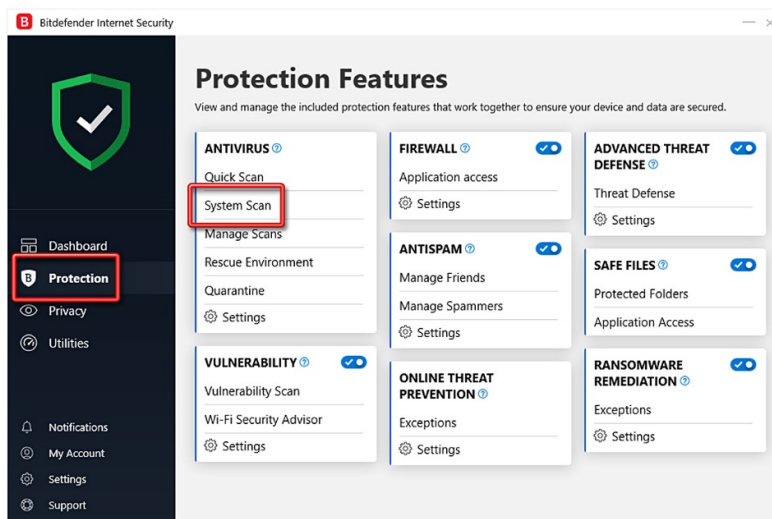 B Bitdefender Internet Security
Protection Features
View and manage the included protection features that work together to ensure your device and data are secured.
Dashboard
B Protection
Privacy
Utilities
Notifications
My Account
Settings
Support
ANTIVIRUS ?
Quick Scan
System Scan
Manage Scans
Rescue Environment
Quarantine
Settings
VULNERABILITY ?
Vulnerability Scan
Wi-Fi Security Advisor
Settings
FIREWALL ?
Application access
Settings
ANTISPAM ?
Manage Friends
Manage Spammers
Settings
ONLINE THREAT
PREVENTION ?
Exceptions
Settings
ADVANCED THREAT
DEFENSE ?
Threat Defense
Settings
SAFE FILES ?
Protected Folders
Application Access
RANSOMWARE
REMEDIATION ?
Exceptions
Settings